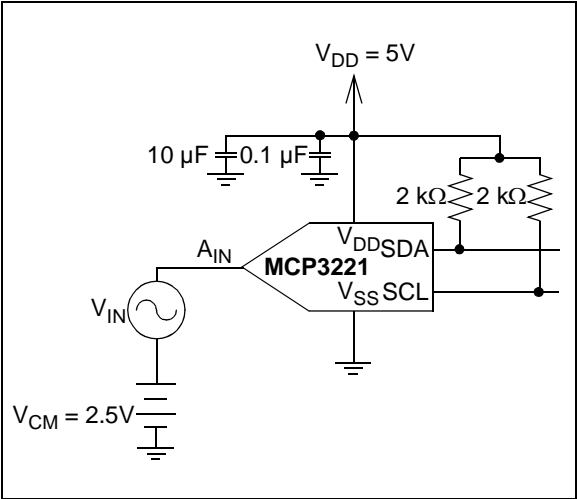 V_DD = 5V
10 µF 0.1 µF
2 kΩ 2 kΩ
A_IN V_DD SDA
MCP3221
V_SS SCL
V_IN
V_CM = 2.5V